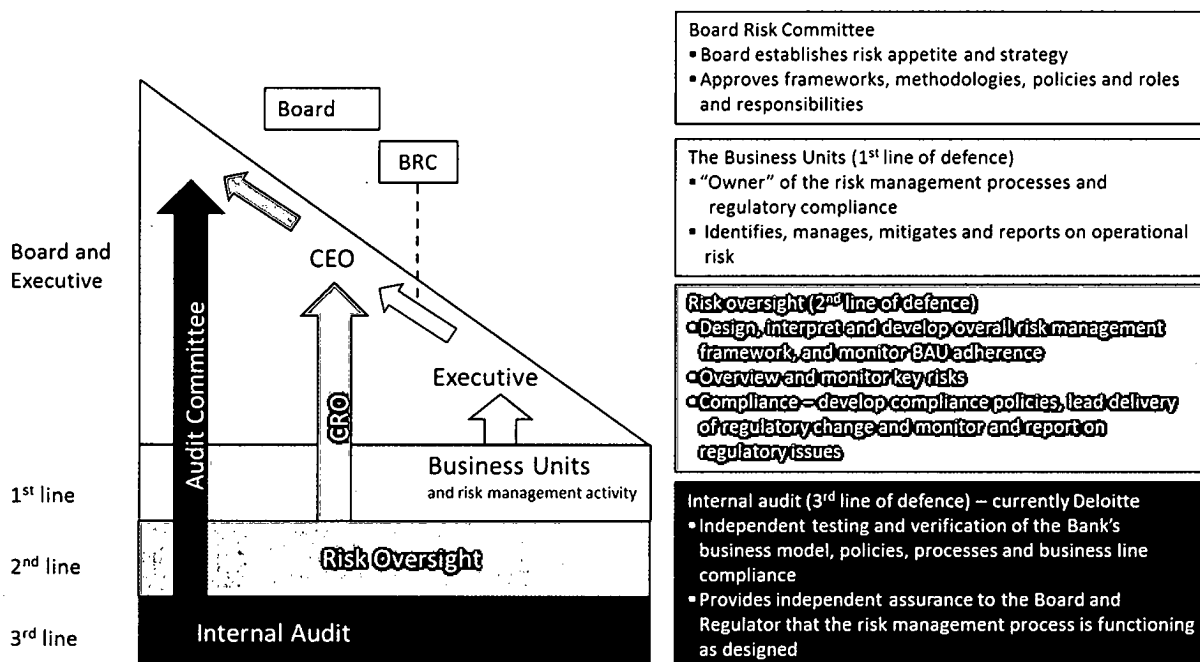 Board
BRC
Board and
Executive
CEO
Executive
Audit Committee
CRO
Business Units
and risk management activity
1st line
Risk Oversight
2nd line
Internal Audit
3rd line
Board Risk Committee
▪ Board establishes risk appetite and strategy
▪ Approves frameworks, methodologies, policies and roles
and responsibilities
The Business Units (1st line of defence)
▪ “Owner” of the risk management processes and
regulatory compliance
▪ Identifies, manages, mitigates and reports on operational
risk
Risk oversight (2nd line of defence)
▪ Design, interpret and develop overall risk management
framework, and monitor BAU adherence
▪ Overview and monitor key risks
▪ Compliance – develop compliance policies, lead delivery
of regulatory change and monitor and report on
regulatory issues
Internal audit (3rd line of defence) – currently Deloitte
▪ Independent testing and verification of the Bank’s
business model, policies, processes and business line
compliance
▪ Provides independent assurance to the Board and
Regulator that the risk management process is functioning
as designed